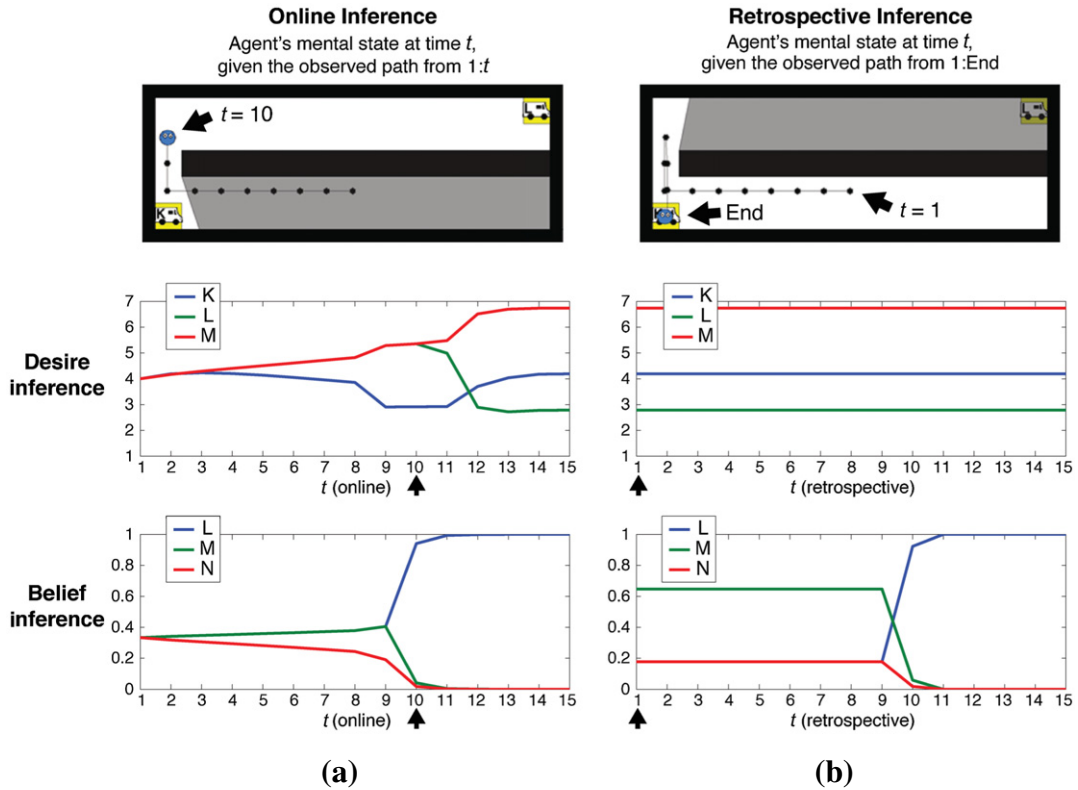 Online Inference
Agent's mental state at time t,
given the observed path from 1:t
t = 10
L
K
Retrospective Inference
Agent's mental state at time t,
given the observed path from 1:End
L
K
End
t = 1
Desire
inference
7
6
5
4
3
2
1
K
L
M
1 2 3 4 5 6 7 8 9 10 11 12 13 14 15
t (online)
7
6
5
4
3
2
1
K
L
M
1 2 3 4 5 6 7 8 9 10 11 12 13 14 15
t (retrospective)
Belief
inference
1
0.8
0.6
0.4
0.2
0
L
M
N
1 2 3 4 5 6 7 8 9 10 11 12 13 14 15
t (online)
1
0.8
0.6
0.4
0.2
0
L
M
N
1 2 3 4 5 6 7 8 9 10 11 12 13 14 15
t (retrospective)
(a)
(b)